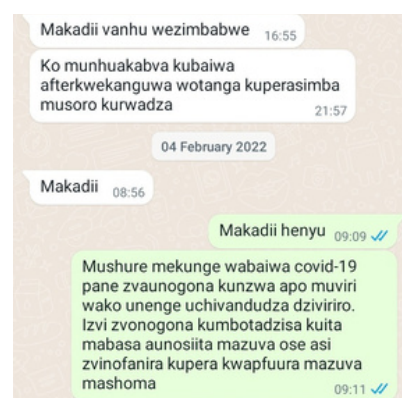 Makadii vanhu wezimbabwe 16:55
Ko munhuakabva kubaiwa
afterkwekanguwa wotanga kuperasimba
musoro kurwadza
21:57
04 February 2022
Makadii 08:56
Makadii henyu 09:09
Mushure mekunge wabaiwa covid-19
pane zvaunogona kunzwa apo muviri
wako unenge uchivandudza dziviriro.
Izvi zvonogona kumbotadzisa kuita
mabasa aunosiita mazuva ose asi
zvinofanira kupera kwapfuura mazuva
mashoma
09:11